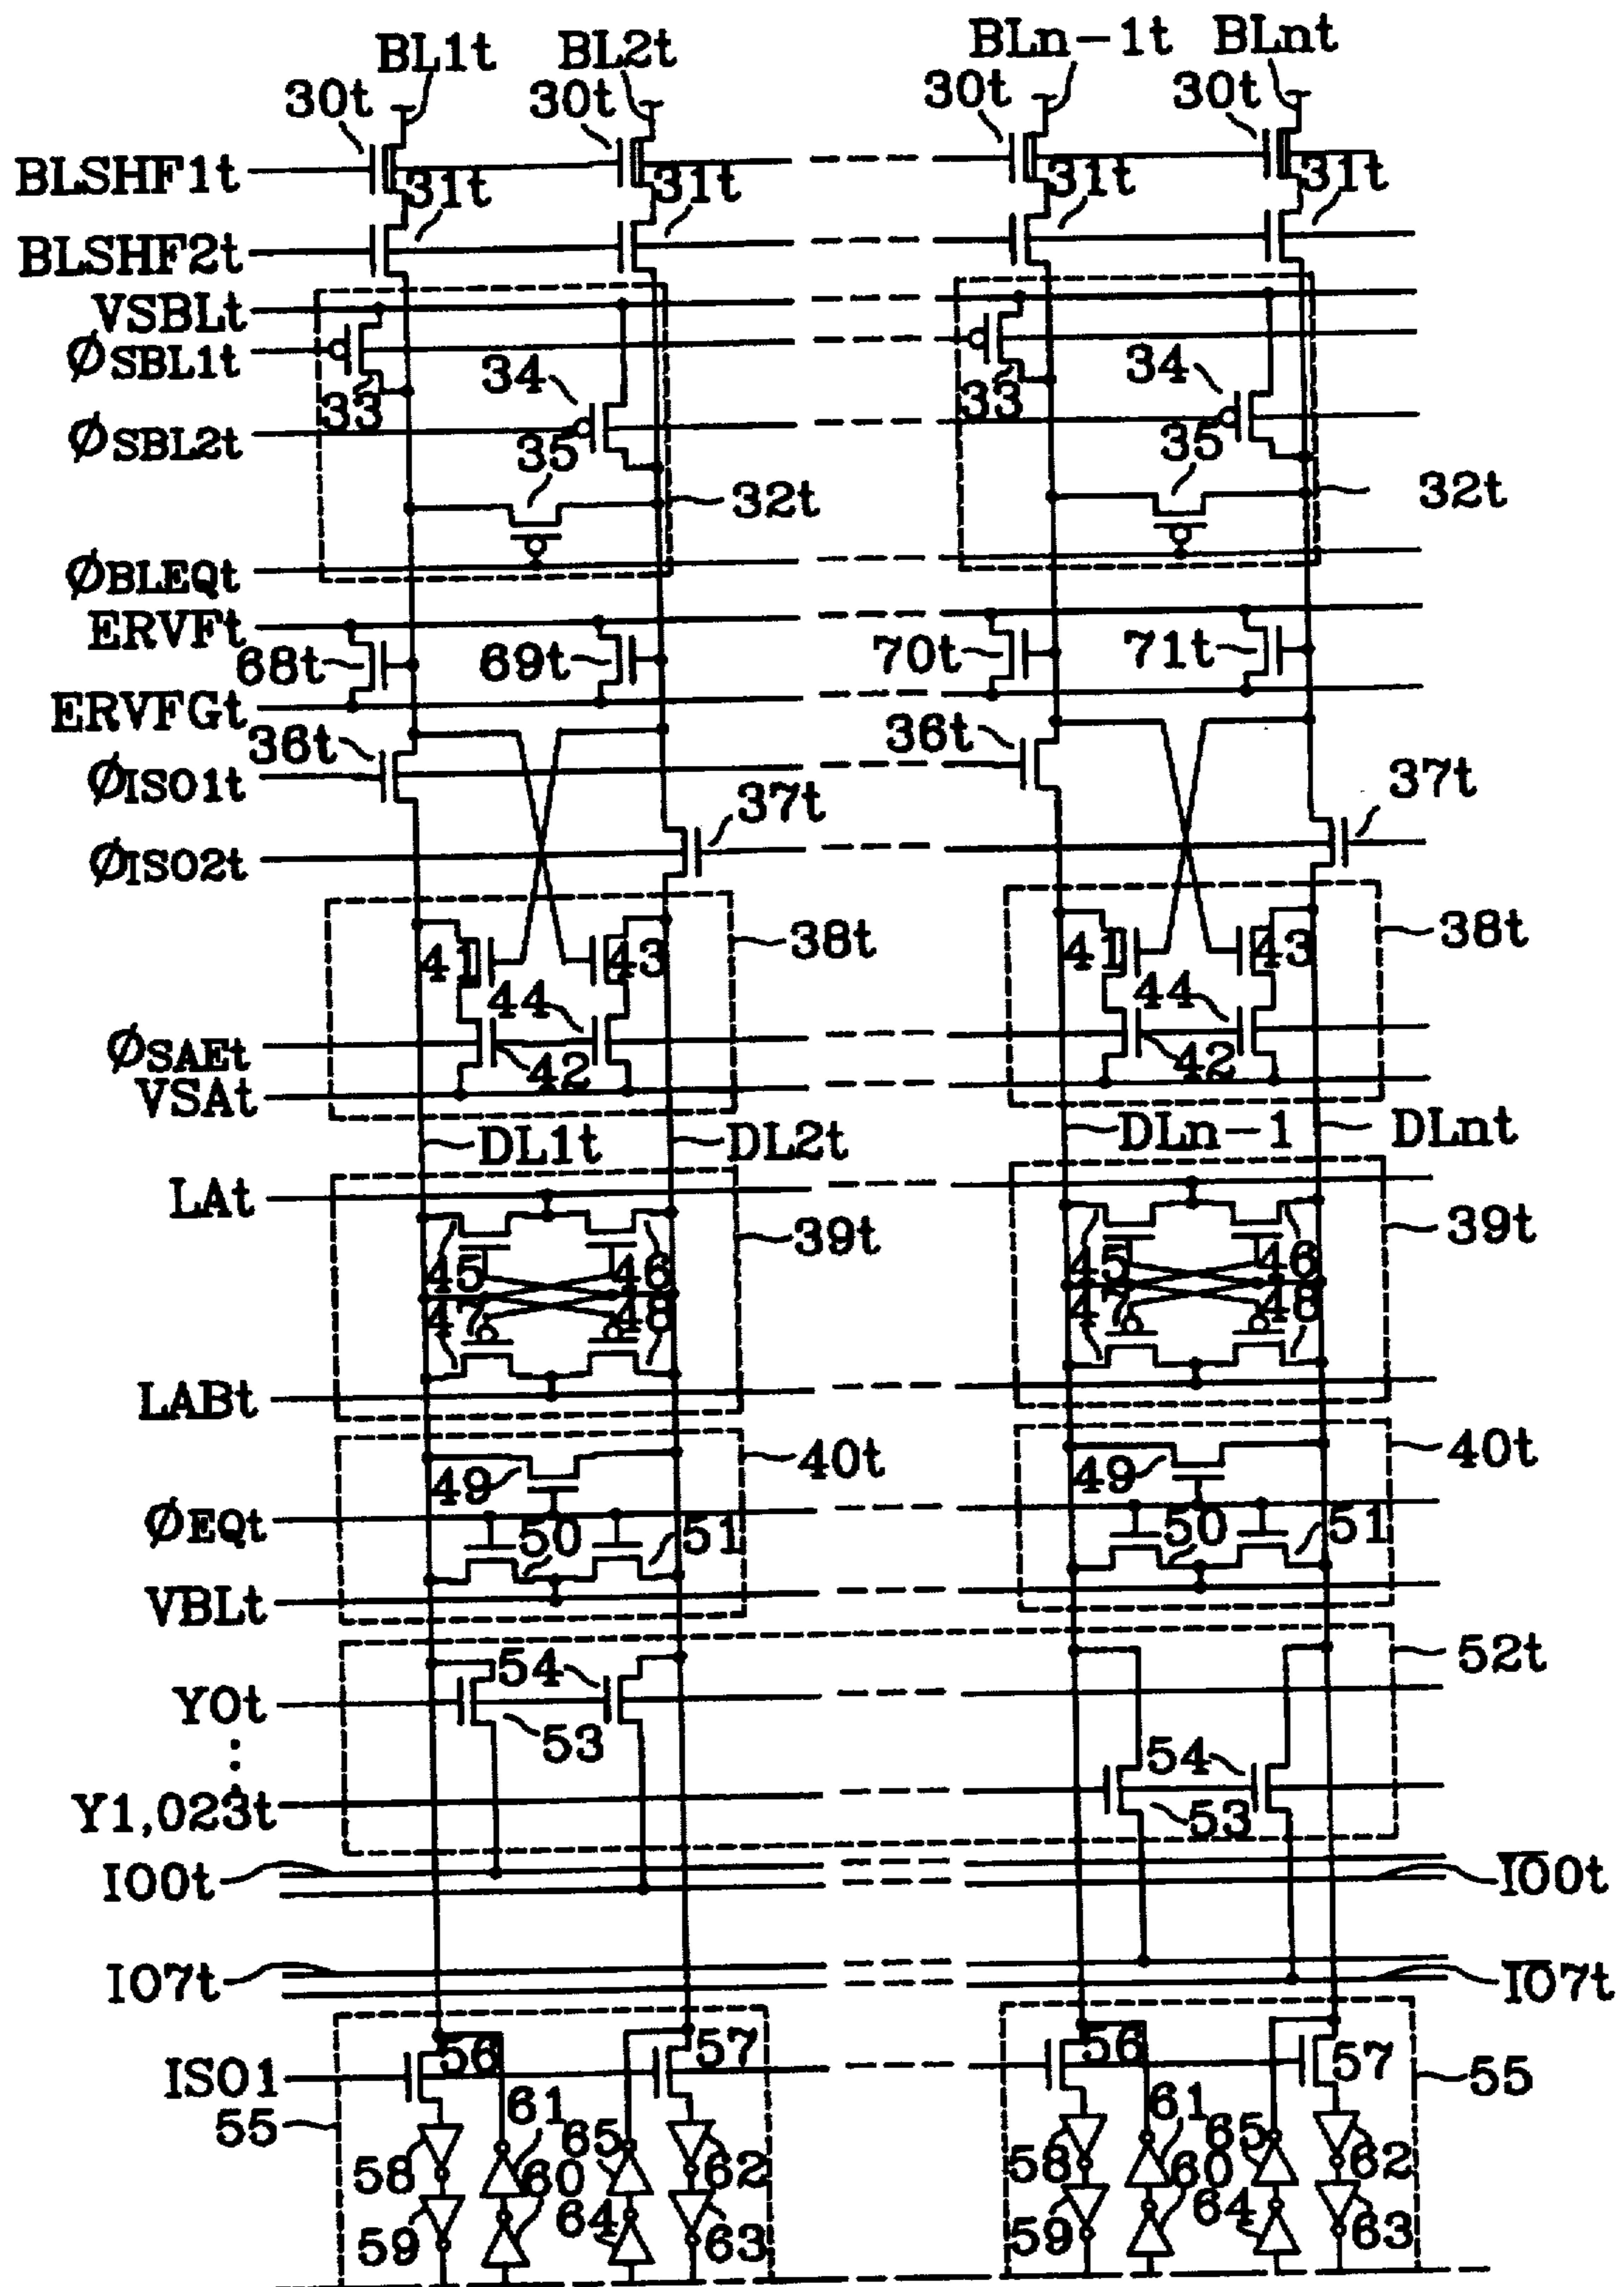 BL1t BL2t BLn-1t BLnt
30t 30t 30t 30t
BLSHF1t
31t 31t 31t 31t
BLSHF2t
VSBLt
ØSBL1t
33 34 33 34
ØSBL2t
35 35
32t 32t
ØBLEQt
ERVFt
68t 69t 70t 71t
ERVFGt
36t 36t
ØISO1t
37t 37t
ØISO2t
41 43 38t 41 43 38t
44 44
ØSAEt
42 42
VSAt
DL1t DL2t DLn-1 DLnt
LAt
39t 39t
45 46 45 46
47 48 47 48
LABt
49 40t 49 40t
ØEQt
50 51 50 51
VBLt
54 52t
Y0t
53 54
Y1,023t
53
IO0t I̅O̅0t
IO7t I̅O̅7t
56 57 56 57
ISO1
55 55
61 65 61 65
58 60 62 58 60 62
59 64 63 59 64 63